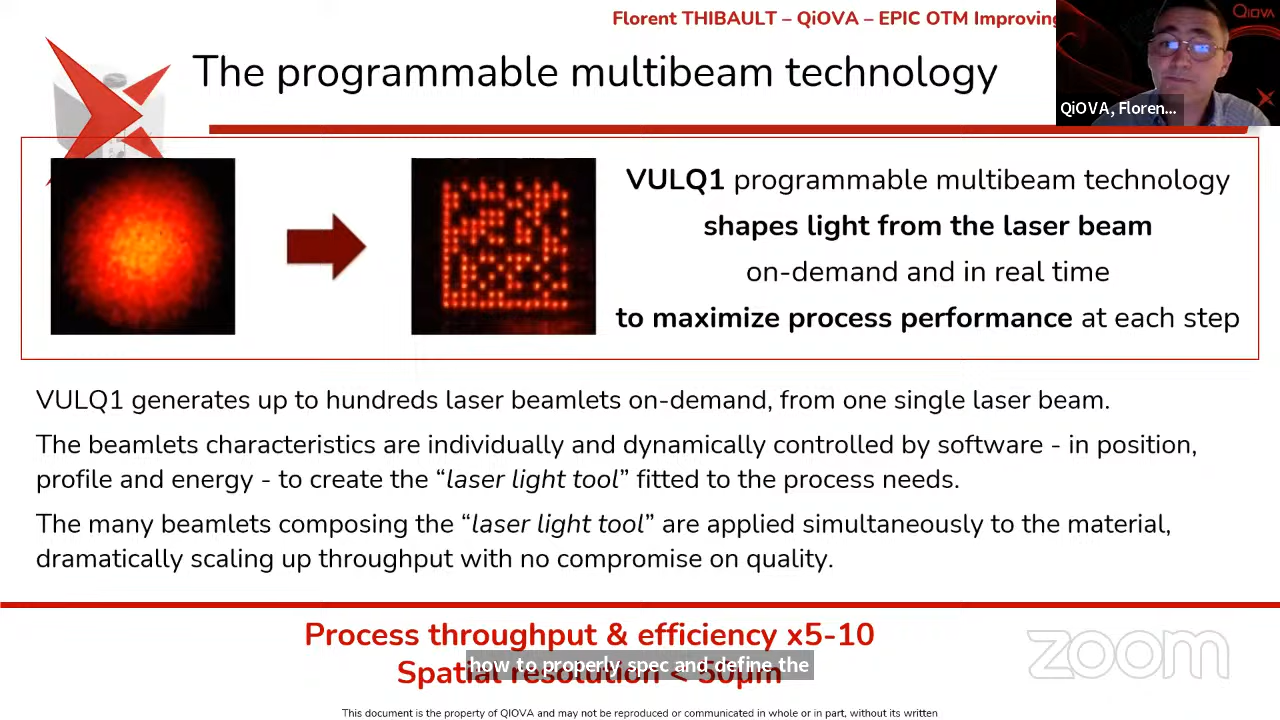 Florent THIBAULT – QiOVA – EPIC OTM Improving
QiOVA
The programmable multibeam technology
QiOVA, Floren...
VULQ1 programmable multibeam technology
shapes light from the laser beam
on-demand and in real time
to maximize process performance at each step
VULQ1 generates up to hundreds laser beamlets on-demand, from one single laser beam.
The beamlets characteristics are individually and dynamically controlled by software - in position,
profile and energy - to create the “laser light tool” fitted to the process needs.
The many beamlets composing the “laser light tool” are applied simultaneously to the material,
dramatically scaling up throughput with no compromise on quality.
Process throughput & efficiency x5-10
zoom
how to properly spec and define the
Spatial resolution < 50µm
This document is the property of QIOVA and may not be reproduced or communicated in whole or in part, without its written